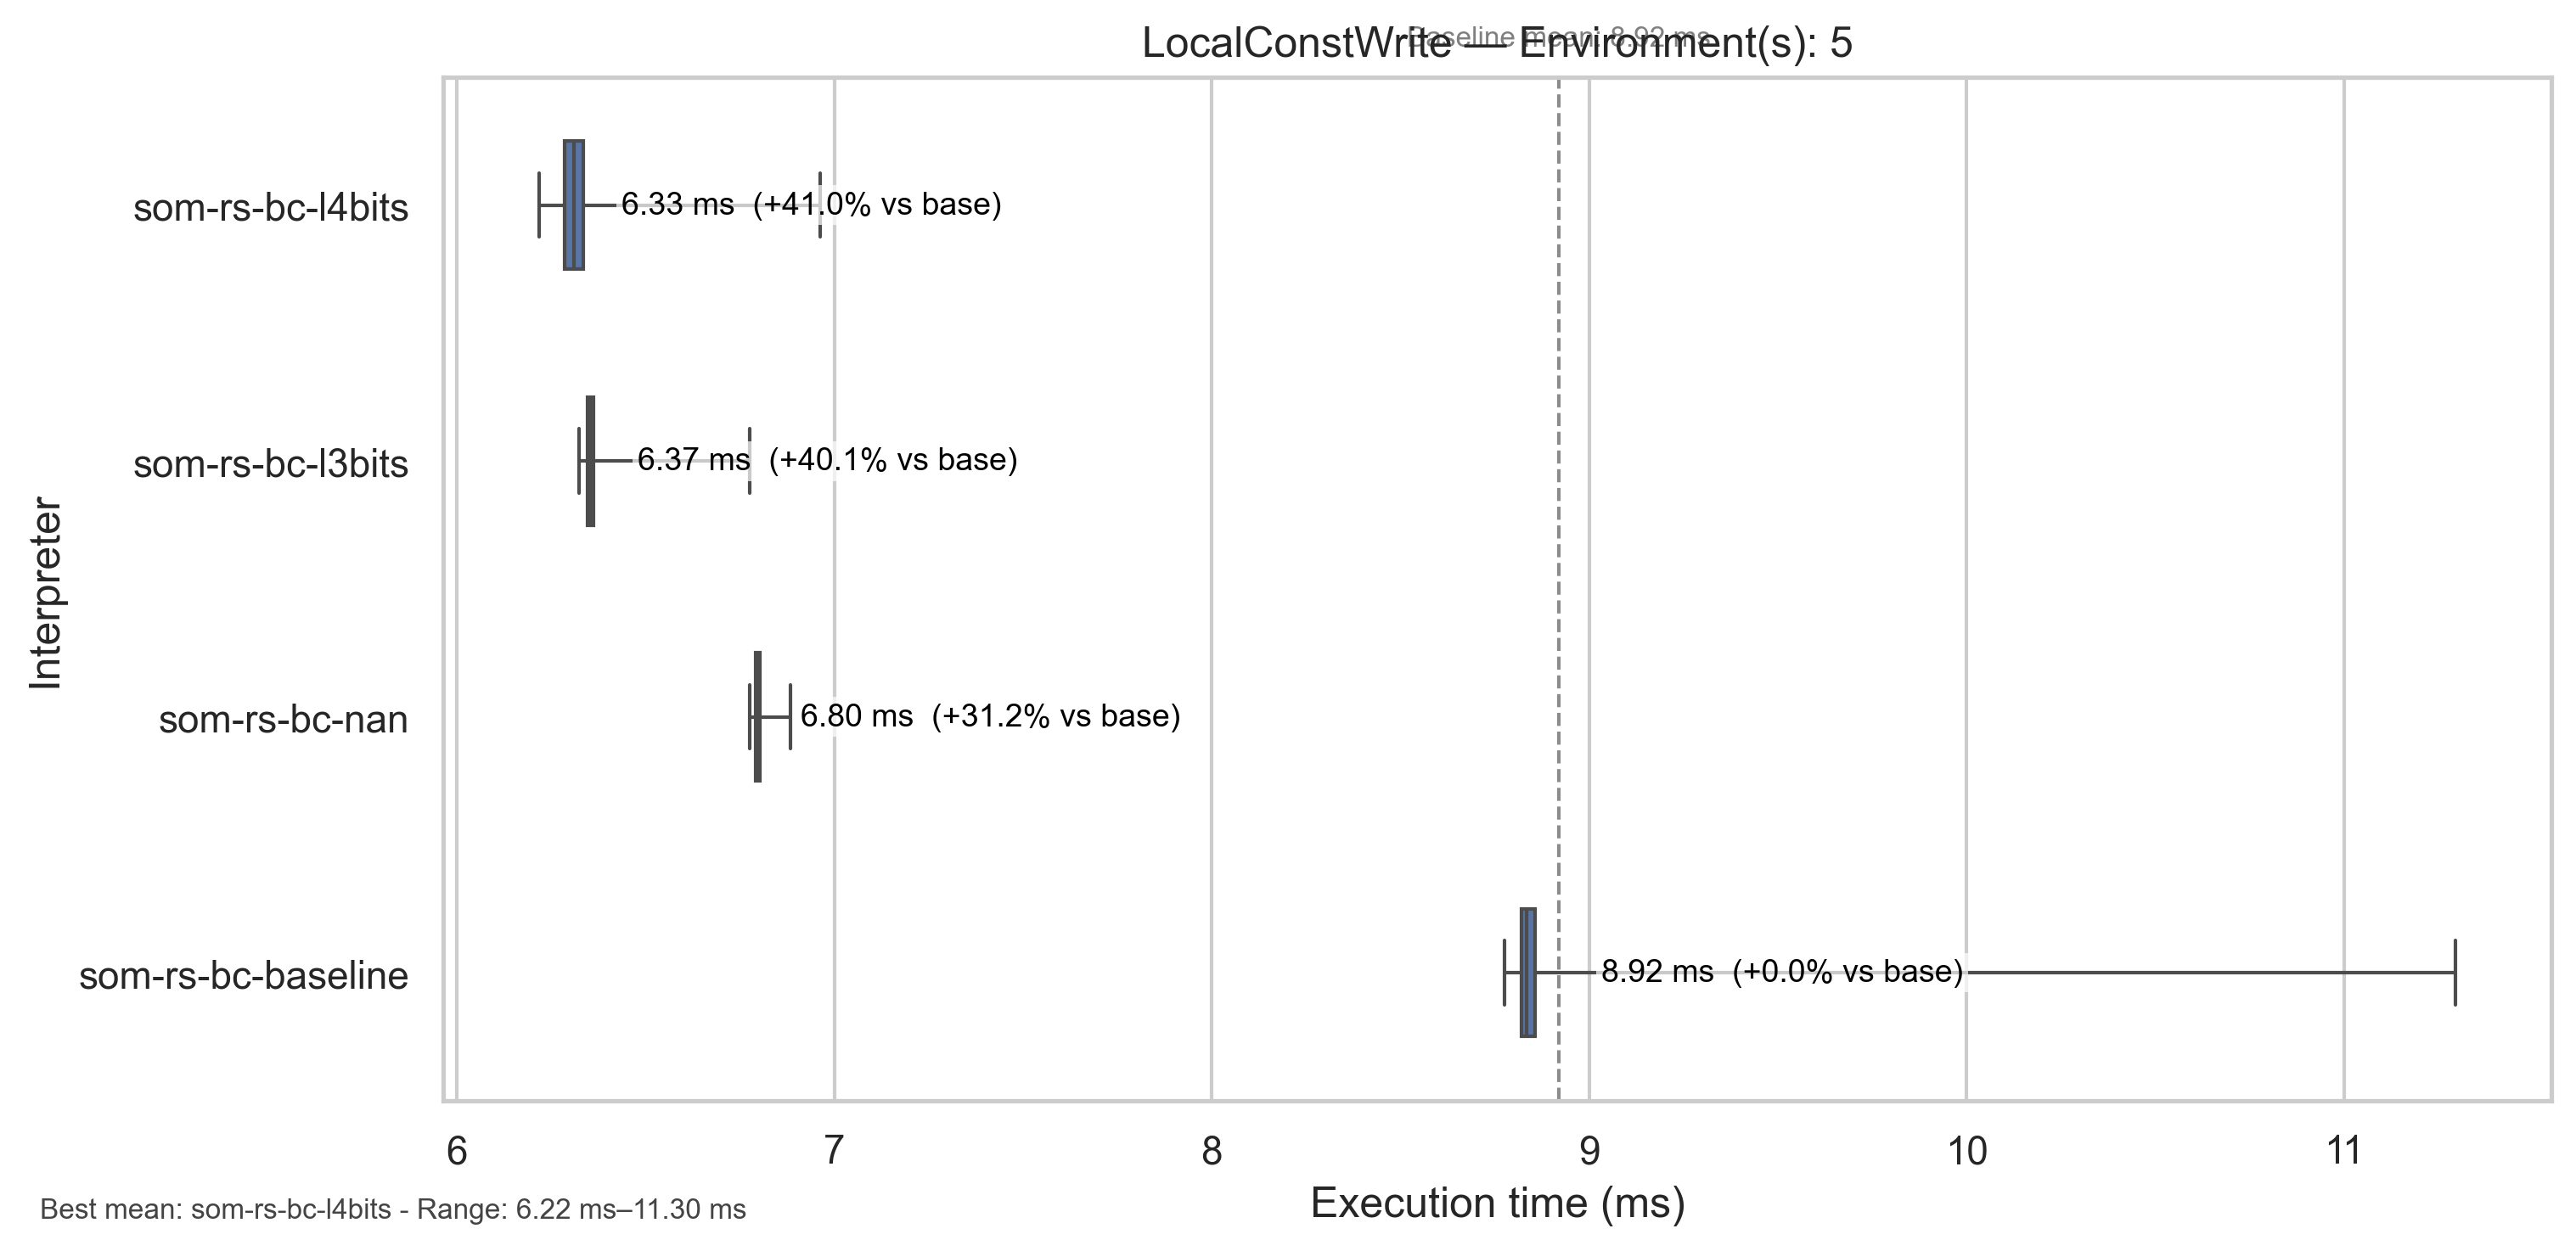 Baseline mean: 8.92 ms
LocalConstWrite — Environment(s): 5
Interpreter
som-rs-bc-l4bits
6.33 ms (+41.0% vs base)
som-rs-bc-l3bits
6.37 ms (+40.1% vs base)
som-rs-bc-nan
6.80 ms (+31.2% vs base)
som-rs-bc-baseline
8.92 ms (+0.0% vs base)
6 7 8 9 10 11
Execution time (ms)
Best mean: som-rs-bc-l4bits - Range: 6.22 ms–11.30 ms